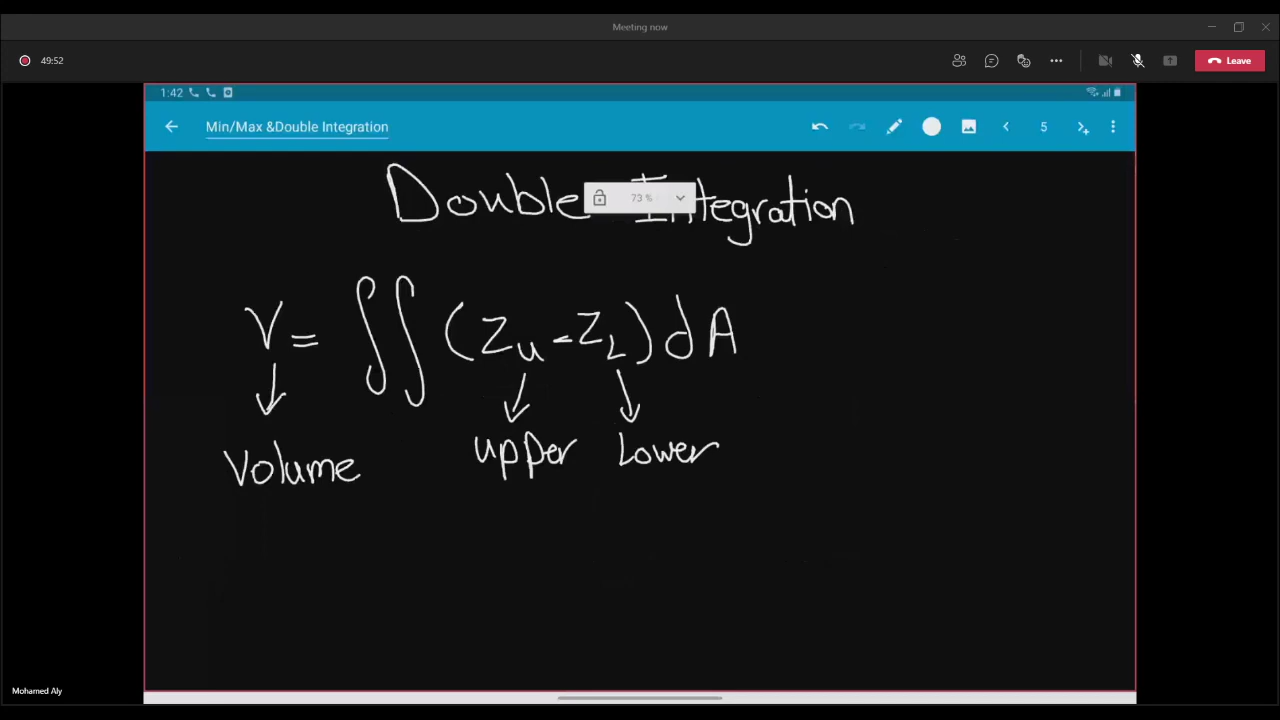 Meeting now
49:52
Leave
1:42
Min/Max &Double Integration
5
Double Integration
73 %
V = ∬ (Zu - ZL) dA
Volume
upper Lower
Mohamed Aly